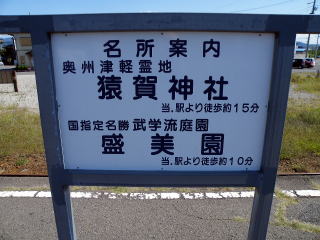 名所案内
奥州津軽霊地
猿賀神社
当.駅より徒歩約15分
国指定名勝 武学流庭園
盛美園
当.駅より徒歩約10分